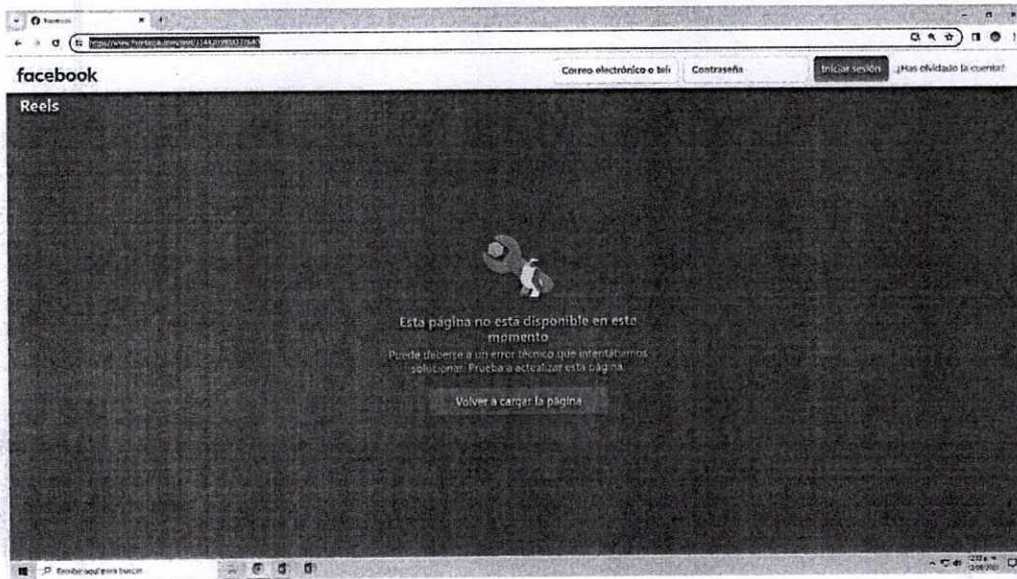 Facebook
facebook
Correo electrónico o telé
Contraseña
Iniciar sesión
¿Has olvidado la cuenta?
Reels
Esta página no está disponible en este
momento
Puede deberse a un error técnico que intentábamos
solucionar. Prueba a actualizar esta página.
Volver a cargar la página
Escribe aquí para buscar